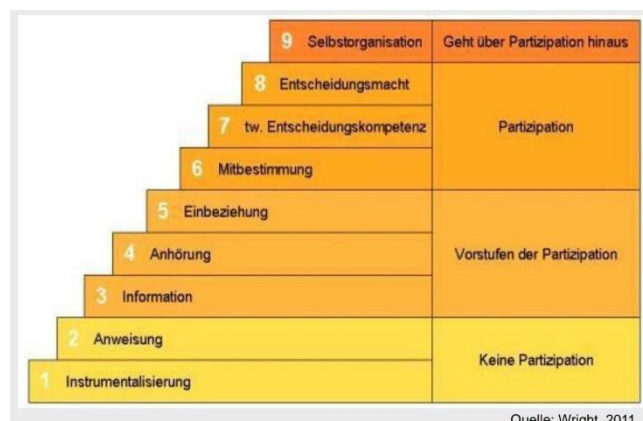 9 Selbstorganisation Geht über Partizipation hinaus
8 Entscheidungsmacht
7 tw. Entscheidungskompetenz Partizipation
6 Mitbestimmung
5 Einbeziehung
4 Anhörung Vorstufen der Partizipation
3 Information
2 Anweisung
Keine Partizipation
1 Instrumentalisierung
Quelle: Wright, 2011